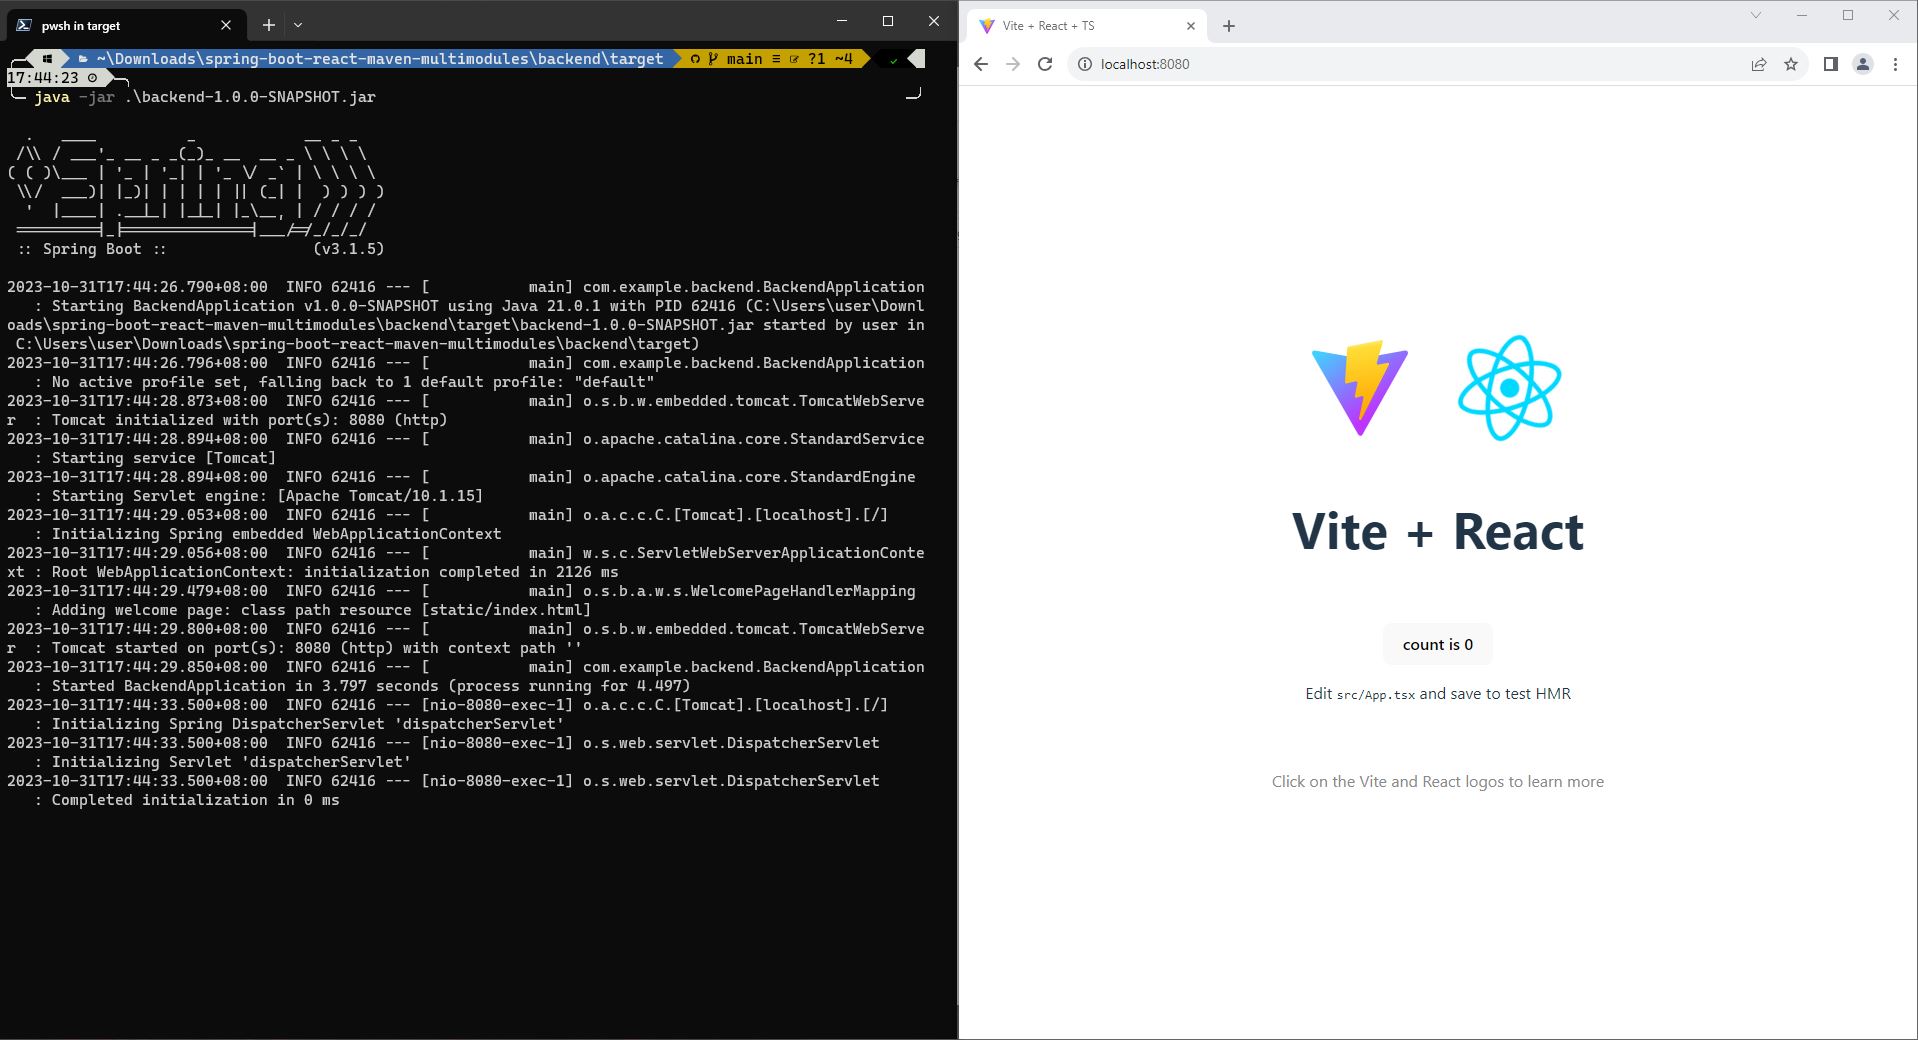 pwsh in target
~\Downloads\spring-boot-react-maven-multimodules\backend\target main ≡ ?1 ~4
17:44:23
java -jar .\backend-1.0.0-SNAPSHOT.jar
:: Spring Boot :: (v3.1.5)
2023-10-31T17:44:26.790+08:00  INFO 62416 --- [           main] com.example.backend.BackendApplication
: Starting BackendApplication v1.0.0-SNAPSHOT using Java 21.0.1 with PID 62416 (C:\Users\user\Downl
oads\spring-boot-react-maven-multimodules\backend\target\backend-1.0.0-SNAPSHOT.jar started by user in
C:\Users\user\Downloads\spring-boot-react-maven-multimodules\backend\target)
2023-10-31T17:44:26.796+08:00  INFO 62416 --- [           main] com.example.backend.BackendApplication
: No active profile set, falling back to 1 default profile: "default"
2023-10-31T17:44:28.873+08:00  INFO 62416 --- [           main] o.s.b.w.embedded.tomcat.TomcatWebServe
r  : Tomcat initialized with port(s): 8080 (http)
2023-10-31T17:44:28.894+08:00  INFO 62416 --- [           main] o.apache.catalina.core.StandardService
: Starting service [Tomcat]
2023-10-31T17:44:28.894+08:00  INFO 62416 --- [           main] o.apache.catalina.core.StandardEngine
: Starting Servlet engine: [Apache Tomcat/10.1.15]
2023-10-31T17:44:29.053+08:00  INFO 62416 --- [           main] o.a.c.c.C.[Tomcat].[localhost].[/]
: Initializing Spring embedded WebApplicationContext
2023-10-31T17:44:29.056+08:00  INFO 62416 --- [           main] w.s.c.ServletWebServerApplicationConte
xt : Root WebApplicationContext: initialization completed in 2126 ms
2023-10-31T17:44:29.479+08:00  INFO 62416 --- [           main] o.s.b.a.w.s.WelcomePageHandlerMapping
: Adding welcome page: class path resource [static/index.html]
2023-10-31T17:44:29.800+08:00  INFO 62416 --- [           main] o.s.b.w.embedded.tomcat.TomcatWebServe
r  : Tomcat started on port(s): 8080 (http) with context path ''
2023-10-31T17:44:29.850+08:00  INFO 62416 --- [           main] com.example.backend.BackendApplication
: Started BackendApplication in 3.797 seconds (process running for 4.497)
2023-10-31T17:44:33.500+08:00  INFO 62416 --- [nio-8080-exec-1] o.a.c.c.C.[Tomcat].[localhost].[/]
: Initializing Spring DispatcherServlet 'dispatcherServlet'
2023-10-31T17:44:33.500+08:00  INFO 62416 --- [nio-8080-exec-1] o.s.web.servlet.DispatcherServlet
: Initializing Servlet 'dispatcherServlet'
2023-10-31T17:44:33.500+08:00  INFO 62416 --- [nio-8080-exec-1] o.s.web.servlet.DispatcherServlet
: Completed initialization in 0 ms
Vite + React + TS
localhost:8080
Vite + React
count is 0
Edit src/App.tsx and save to test HMR
Click on the Vite and React logos to learn more